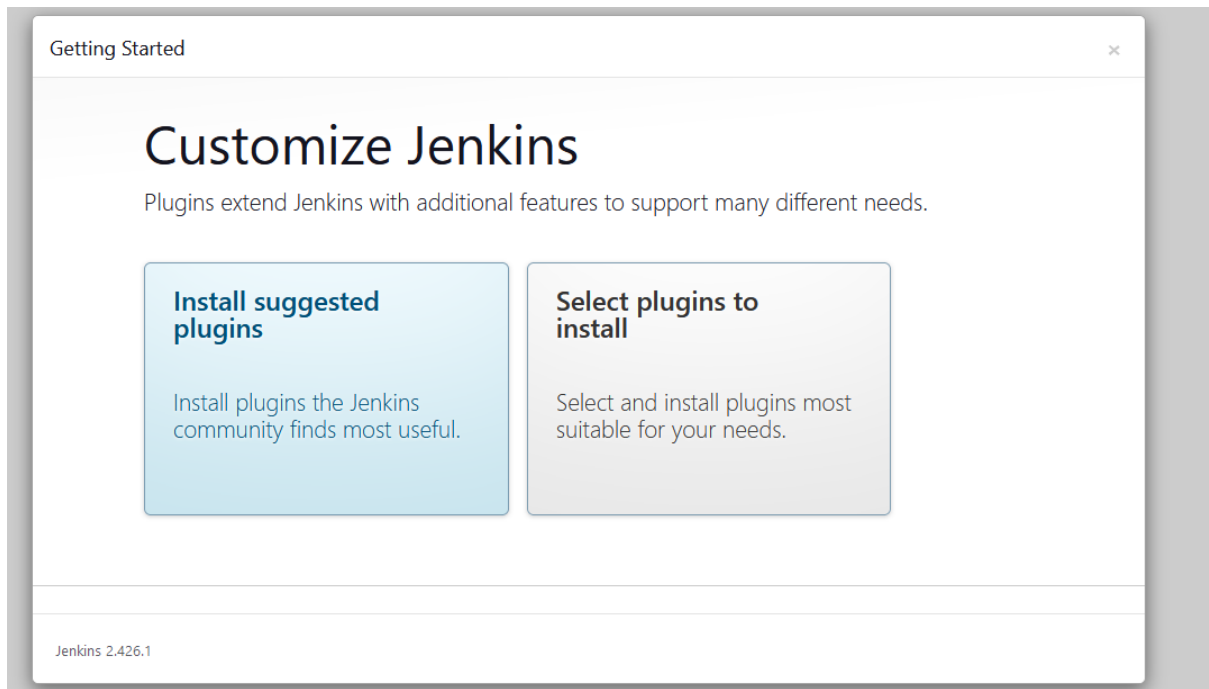 Getting Started
×
Customize Jenkins
Plugins extend Jenkins with additional features to support many different needs.
Install suggested
plugins
Install plugins the Jenkins
community finds most useful.
Select plugins to
install
Select and install plugins most
suitable for your needs.
Jenkins 2.426.1